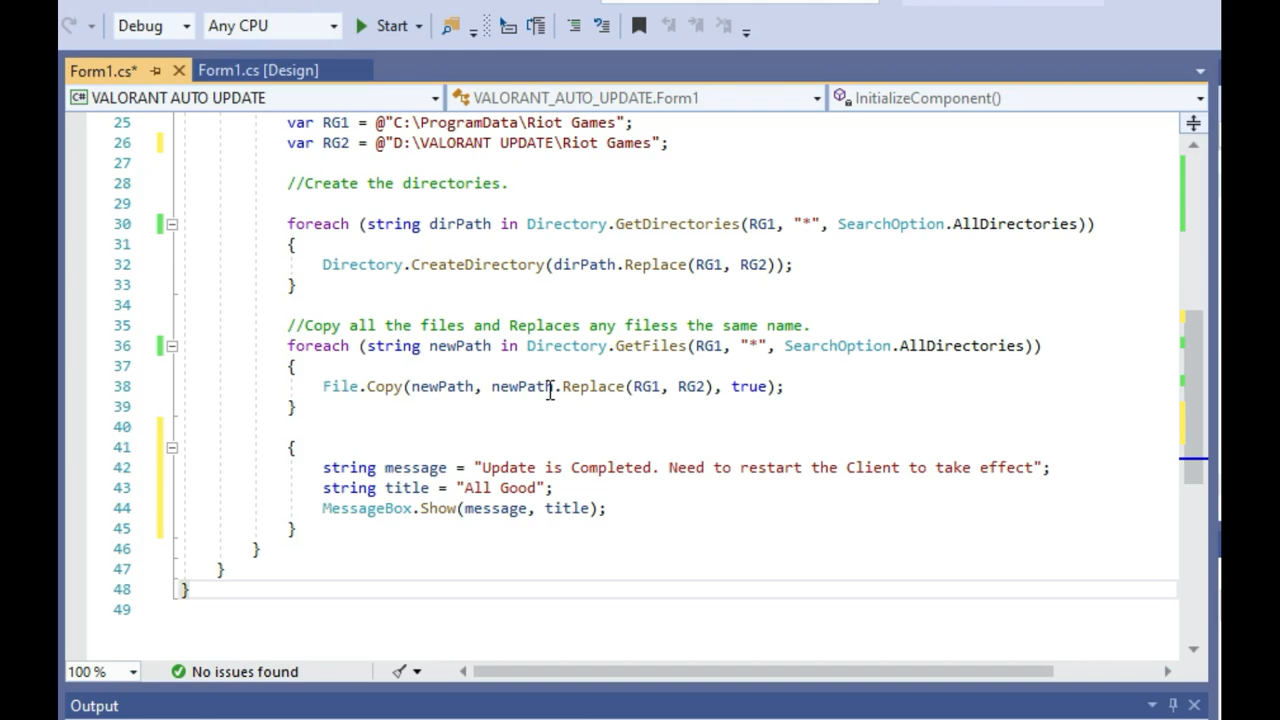 Debug Any CPU Start
Form1.cs* Form1.cs [Design]
VALORANT AUTO UPDATE VALORANT_AUTO_UPDATE.Form1 InitializeComponent()
25 var RG1 = @"C:\ProgramData\Riot Games";
26 var RG2 = @"D:\VALORANT UPDATE\Riot Games";
27
28 //Create the directories.
29
30 foreach (string dirPath in Directory.GetDirectories(RG1, "*", SearchOption.AllDirectories))
31 {
32 Directory.CreateDirectory(dirPath.Replace(RG1, RG2));
33 }
34
35 //Copy all the files and Replaces any filess the same name.
36 foreach (string newPath in Directory.GetFiles(RG1, "*", SearchOption.AllDirectories))
37 {
38 File.Copy(newPath, newPath.Replace(RG1, RG2), true);
39 }
40
41 {
42 string message = "Update is Completed. Need to restart the Client to take effect";
43 string title = "All Good";
44 MessageBox.Show(message, title);
45 }
46 }
47 }
48 }
49
100 % No issues found
Output